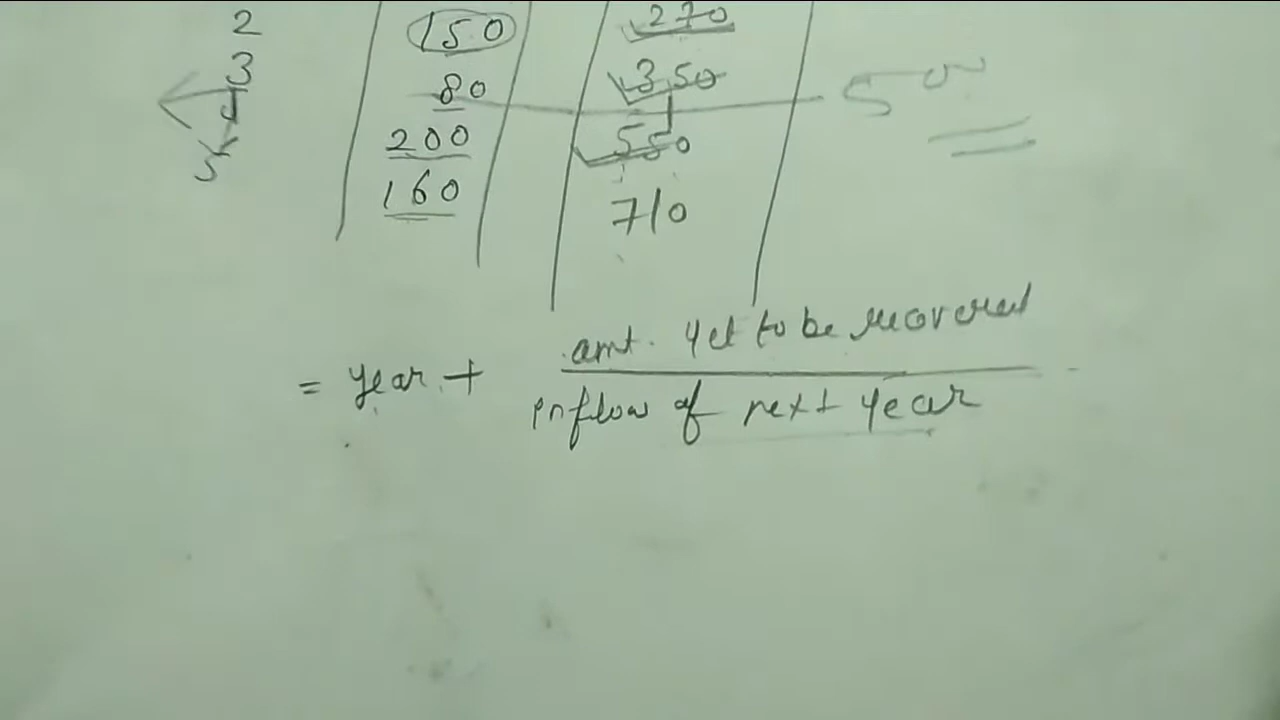 2 150 270
3 80 350 500
4 200 550
5 160 710
amt. yet to be recovered
= year +
inflow of next year